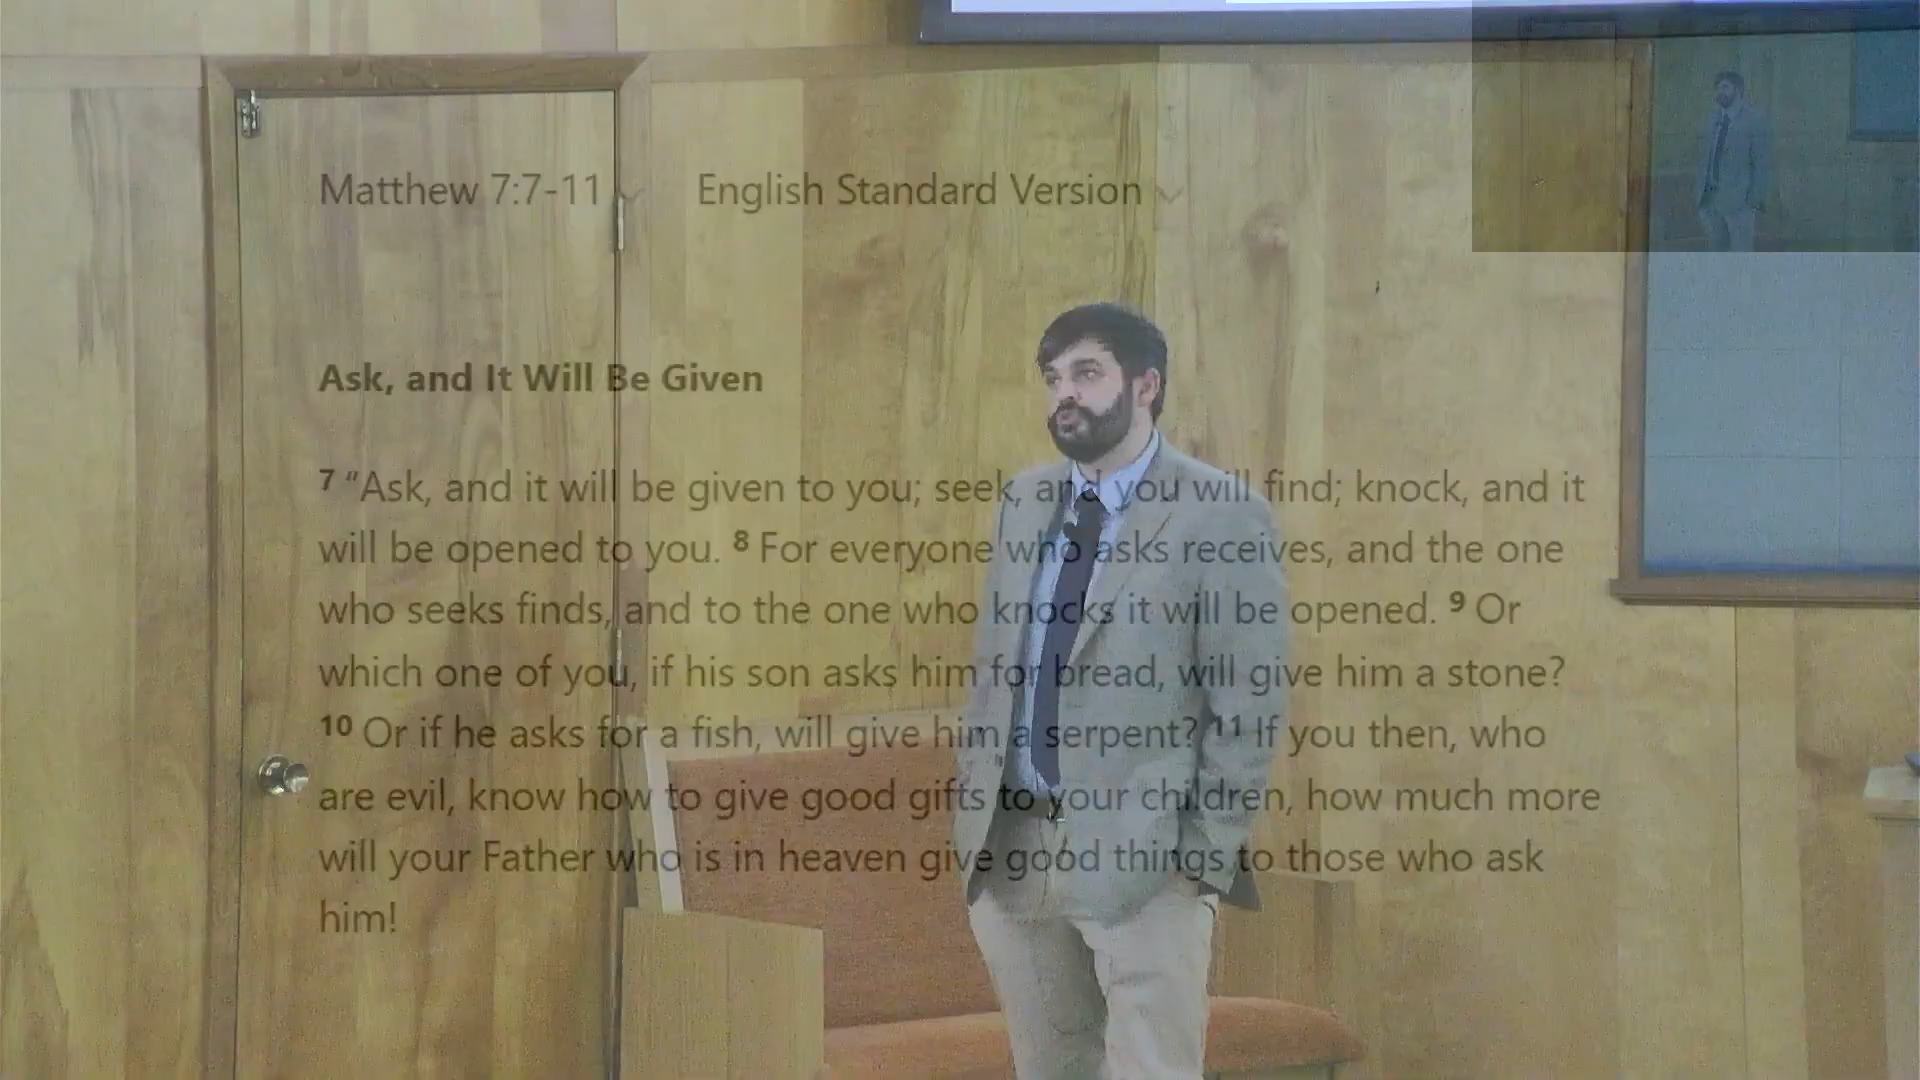 Matthew 7:7-11 English Standard Version
Ask, and It Will Be Given
7 “Ask, and it will be given to you; seek, and you will find; knock, and it
will be opened to you. 8 For everyone who asks receives, and the one
who seeks finds, and to the one who knocks it will be opened. 9 Or
which one of you, if his son asks him for bread, will give him a stone?
10 Or if he asks for a fish, will give him a serpent? 11 If you then, who
are evil, know how to give good gifts to your children, how much more
will your Father who is in heaven give good things to those who ask
him!